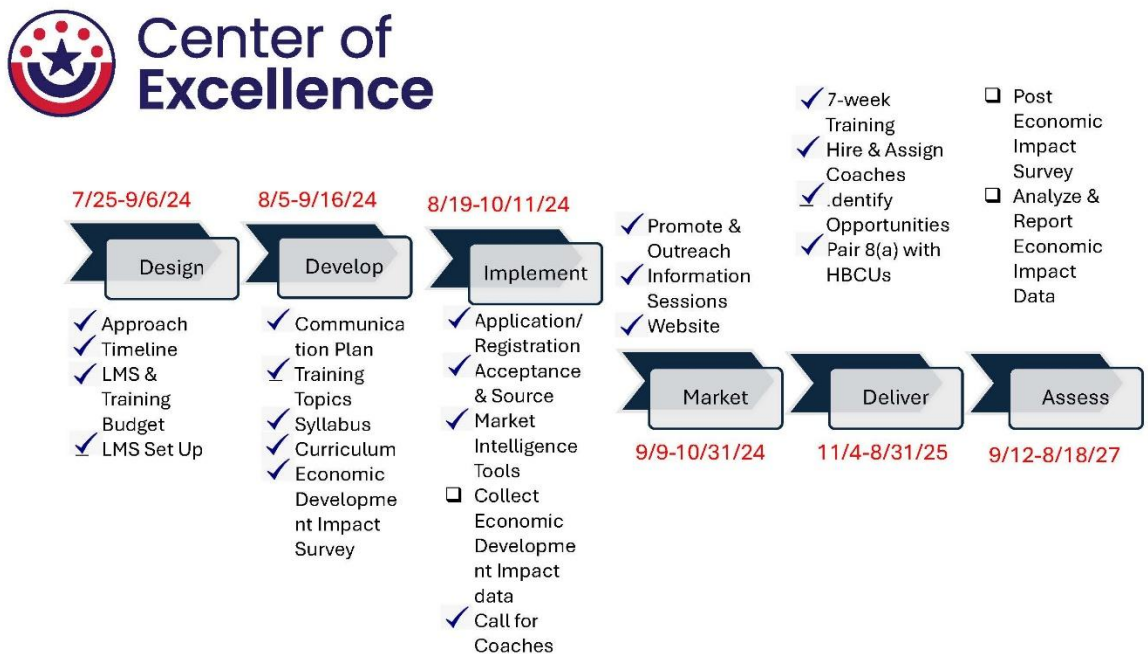 Center of
Excellence
7/25-9/6/24
Design
Approach
Timeline
LMS &
Training
Budget
LMS Set Up
8/5-9/16/24
Develop
Communica
tion Plan
Training
Topics
Syllabus
Curriculum
Economic
Developme
nt Impact
Survey
8/19-10/11/24
Implement
Application/
Registration
Acceptance
& Source
Market
Intelligence
Tools
Collect
Economic
Developme
nt Impact
data
Call for
Coaches
Promote &
Outreach
Information
Sessions
Website
Market
9/9-10/31/24
7-week
Training
Hire & Assign
Coaches
.dentify
Opportunities
Pair 8(a) with
HBCUs
Deliver
11/4-8/31/25
Post
Economic
Impact
Survey
Analyze &
Report
Economic
Impact
Data
Assess
9/12-8/18/27